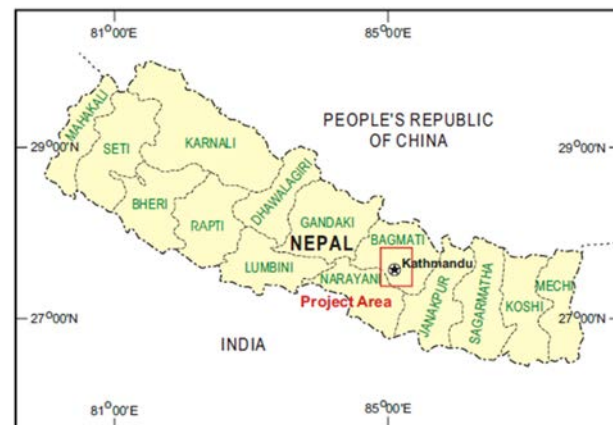 81°00'E
85°00'E
PEOPLE'S REPUBLIC
OF CHINA
29°00'N
29°00'N
MAHAKALI
SETI
KARNALI
BHERI
RAPTI
DHAWALAGIRI
GANDAKI
NEPAL
BAGMATI
LUMBINI
NARAYANI
Kathmandu
Project Area
JANAKPUR
SAGARMATHA
KOSHI
MECHI
27°00'N
27°00'N
INDIA
81°00'E
85°00'E